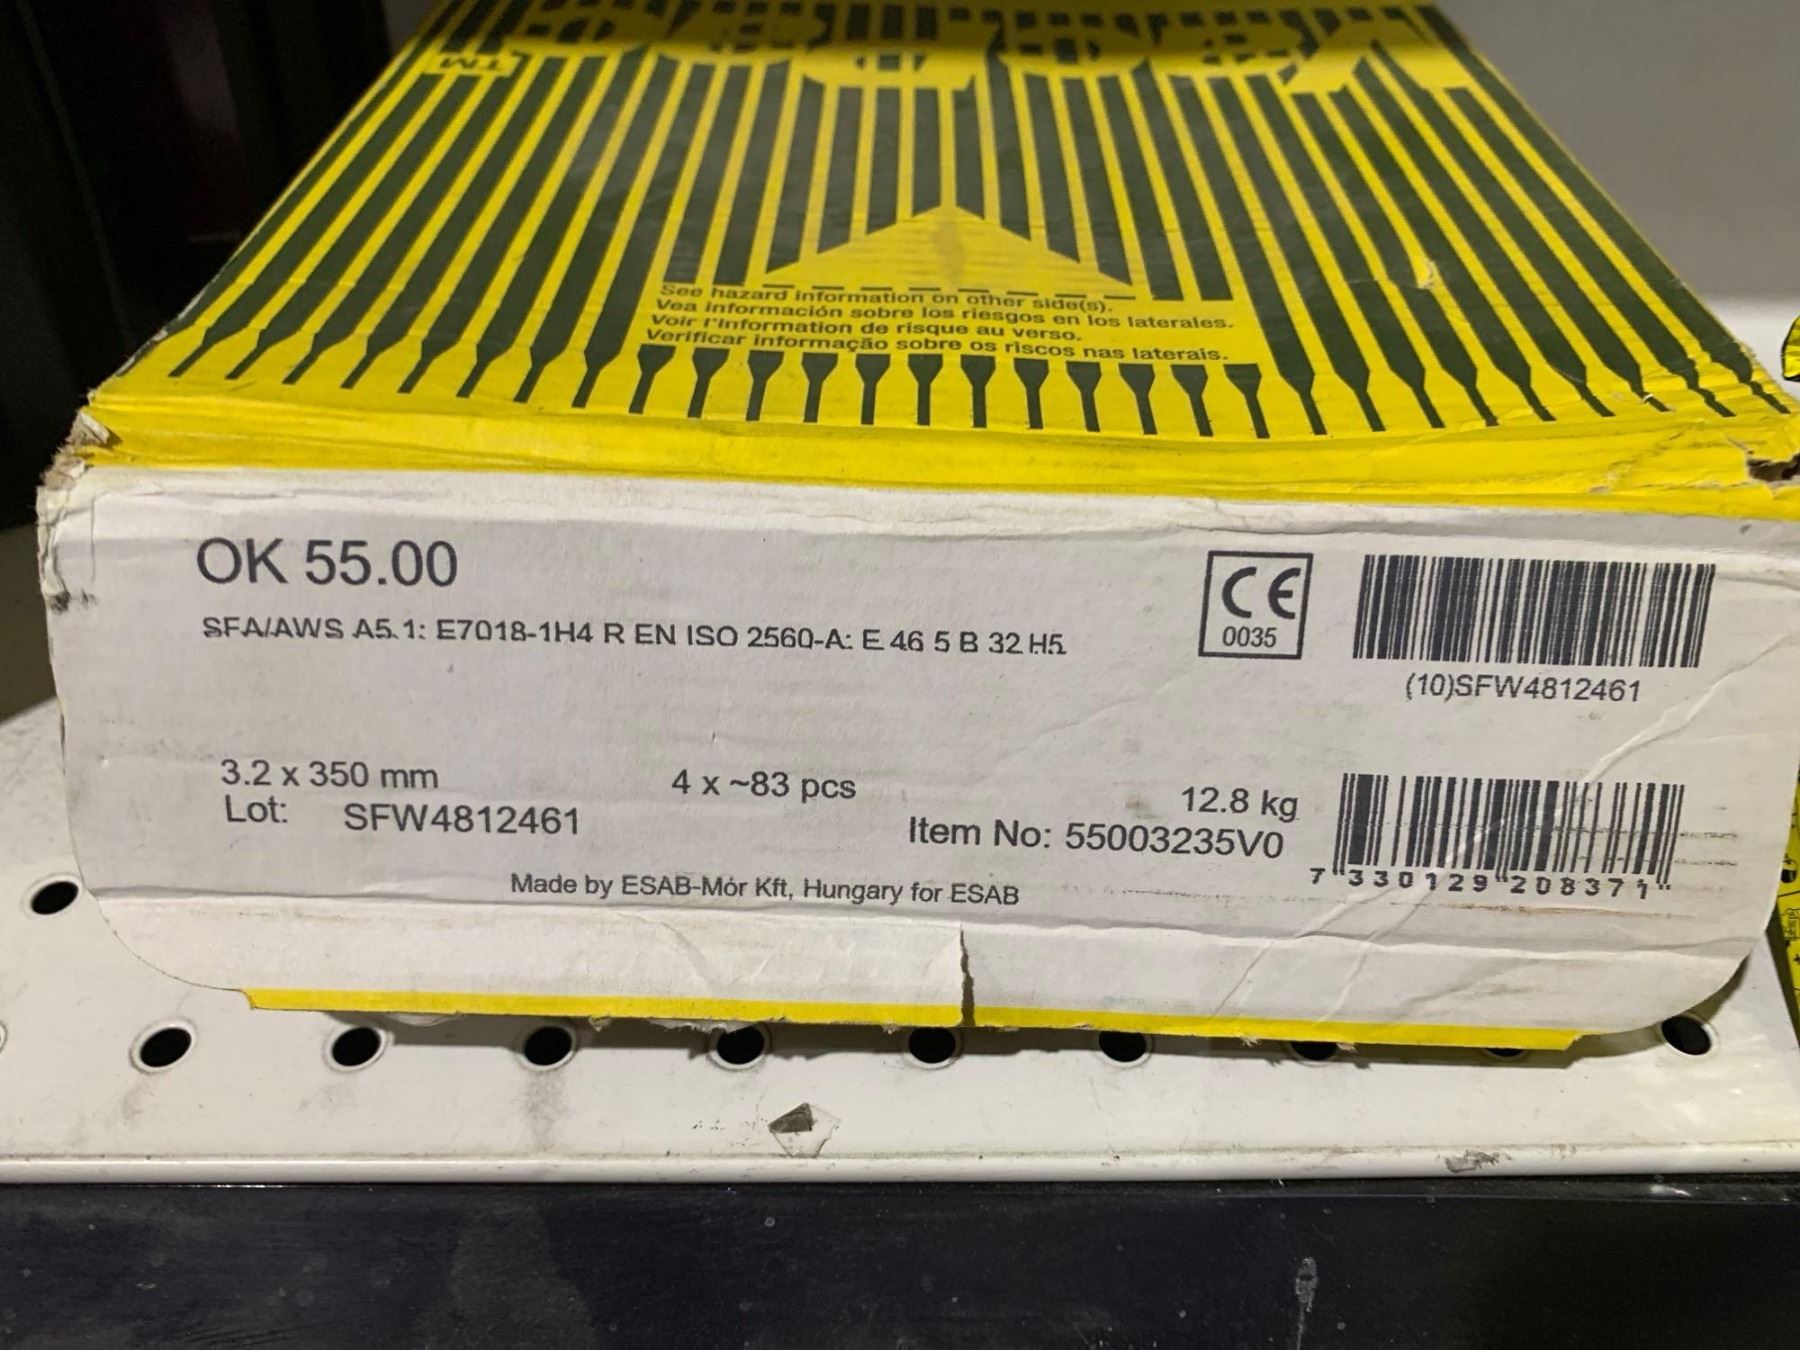 TM
See hazard information on other side(s).
Vea información sobre los riesgos en los laterales.
Voir l'information de risque au verso.
Verificar informação sobre os riscos nas laterais.
OK 55.00
SFA/AWS A5.1: E7018-1H4 R EN ISO 2560-A: E 46 5 B 32 H5
CE
0035
(10)SFW4812461
3.2 x 350 mm
4 x ~83 pcs
12.8 kg
Lot: SFW4812461
Item No: 55003235V0
7 330129 208371
Made by ESAB-Mór Kft, Hungary for ESAB